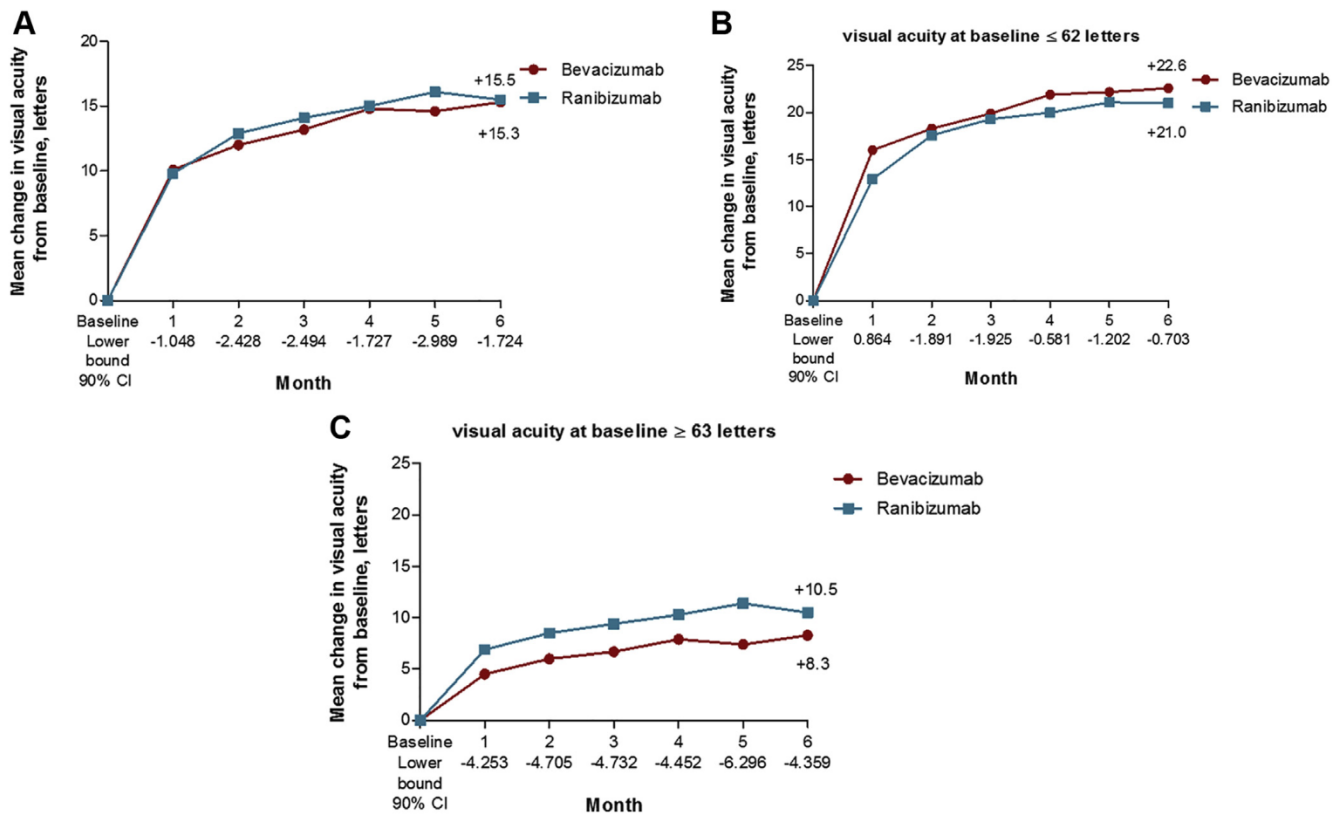 A
Mean change in visual acuity
from baseline, letters
20
15
10
5
0
+15.5
+15.3
Bevacizumab
Ranibizumab
Baseline 1 2 3 4 5 6
Lower -1.048 -2.428 -2.494 -1.727 -2.989 -1.724
bound
90% CI
Month
B
visual acuity at baseline ≤ 62 letters
Mean change in visual acuity
from baseline, letters
25
20
15
10
5
0
+22.6
+21.0
Bevacizumab
Ranibizumab
Baseline 1 2 3 4 5 6
Lower 0.864 -1.891 -1.925 -0.581 -1.202 -0.703
bound
90% CI
Month
C
visual acuity at baseline ≥ 63 letters
Mean change in visual acuity
from baseline, letters
25
20
15
10
5
0
+10.5
+8.3
Bevacizumab
Ranibizumab
Baseline 1 2 3 4 5 6
Lower -4.253 -4.705 -4.732 -4.452 -6.296 -4.359
bound
90% CI
Month